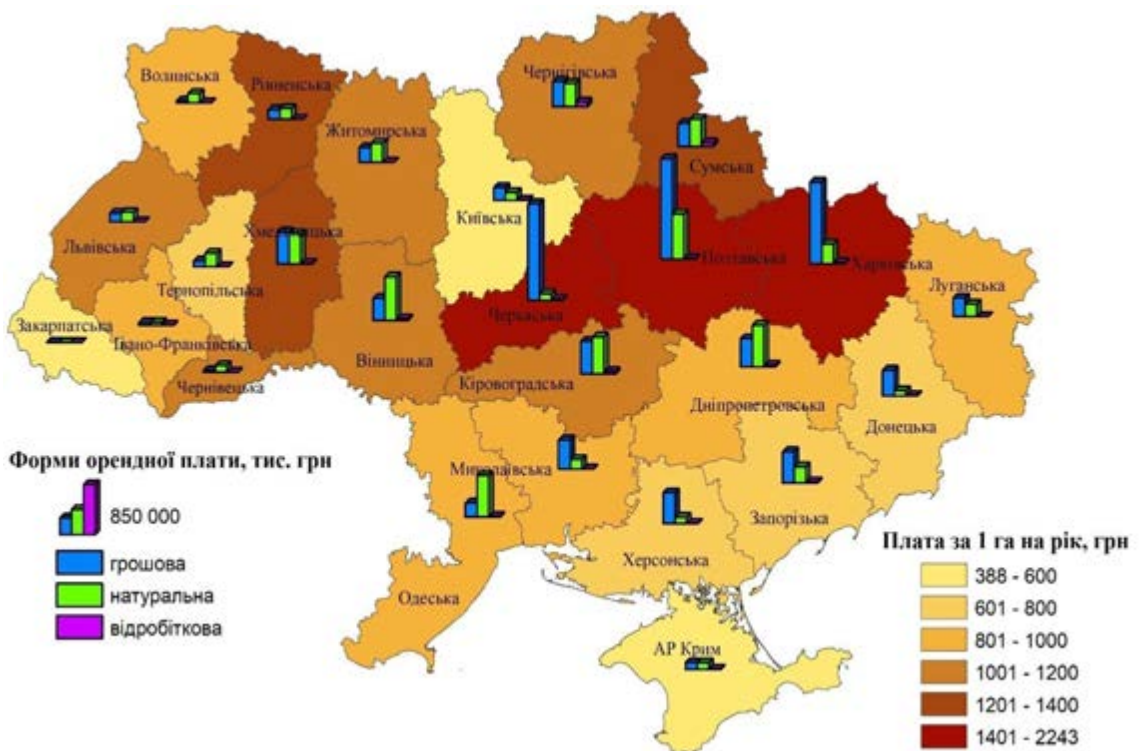 Волинська
Рівненська
Житомирська
Чернігівська
Сумська
Київська
Львівська
Хмельницька
Тернопільська
Полтавська
Харківська
Луганська
Черкаська
Закарпатська
Івано-Франківська
Чернівецька
Вінницька
Кіровоградська
Дніпропетровська
Донецька
Миколаївська
Запорізька
Херсонська
Одеська
АР Крим
Форми орендної плати, тис. грн
850 000
грошова
натуральна
відробіткова
Плата за 1 га на рік, грн
388 - 600
601 - 800
801 - 1000
1001 - 1200
1201 - 1400
1401 - 2243